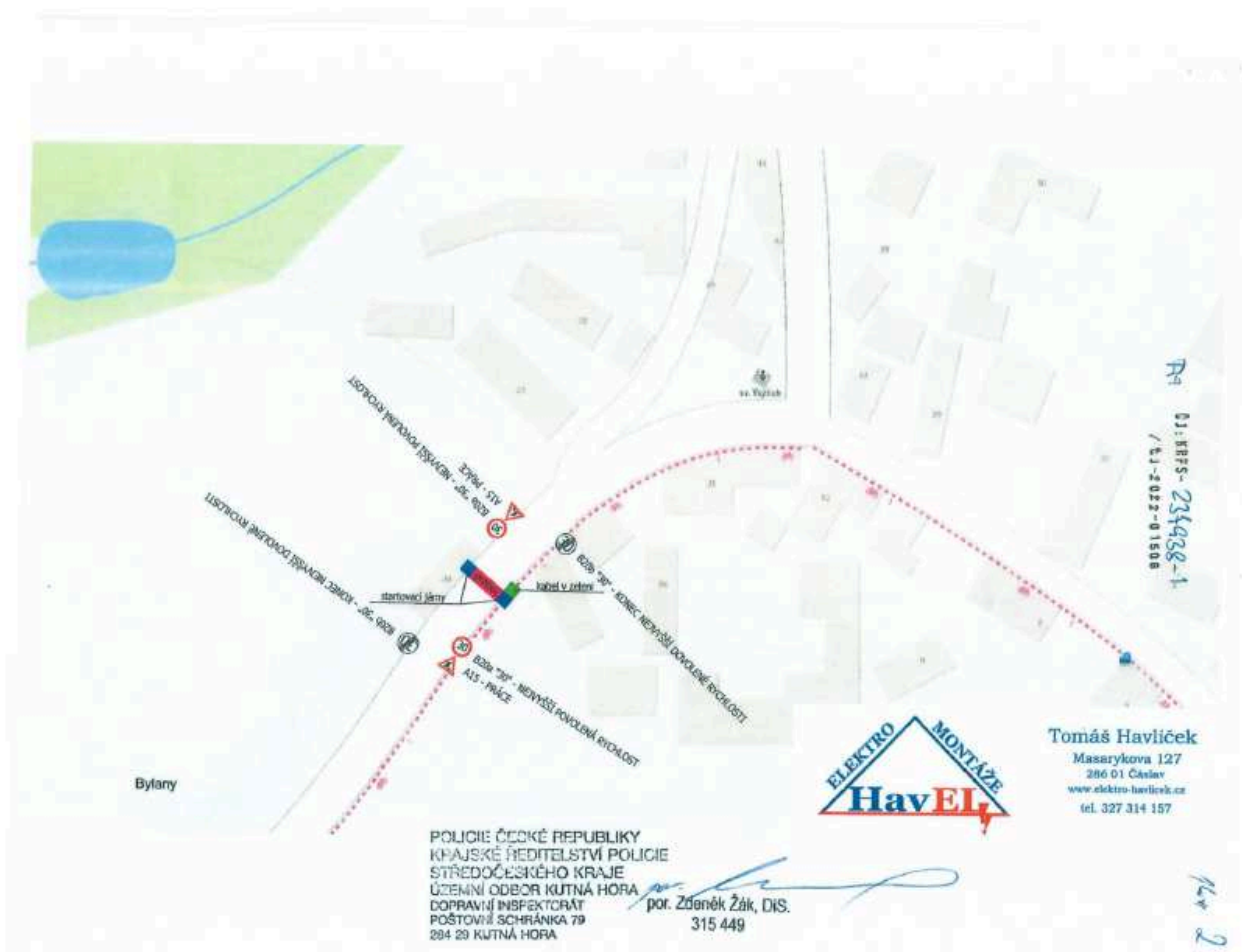 sv. Vojtěch
B20a "30" - NEJVYŠŠÍ POVOLENÁ RYCHLOST
A15 - PRÁCE
30
B20b "30" - KONEC NEJVYŠŠÍ DOVOLENÉ RYCHLOSTI
startovací jámy
kabel v zeleni
B20b "30" - KONEC NEJVYŠŠÍ DOVOLENÉ RYCHLOSTI
30
B20a "30" - NEJVYŠŠÍ POVOLENÁ RYCHLOST
A15 - PRÁCE
Bylany
ČJ: KRPS- 234938-1
/ČJ-2022-01506
ELEKTRO MONTÁŽE
HavEL
Tomáš Havlíček
Masarykova 127
286 01 Čáslav
www.elektro-havlicek.cz
tel. 327 314 157
POLICIE ČESKÉ REPUBLIKY
KRAJSKÉ ŘEDITELSTVÍ POLICIE
STŘEDOČESKÉHO KRAJE
ÚZEMNÍ ODBOR KUTNÁ HORA
DOPRAVNÍ INSPEKTORÁT
POŠTOVNÍ SCHRÁNKA 79
284 29 KUTNÁ HORA
por. Zdeněk Žák, DiS.
315 449